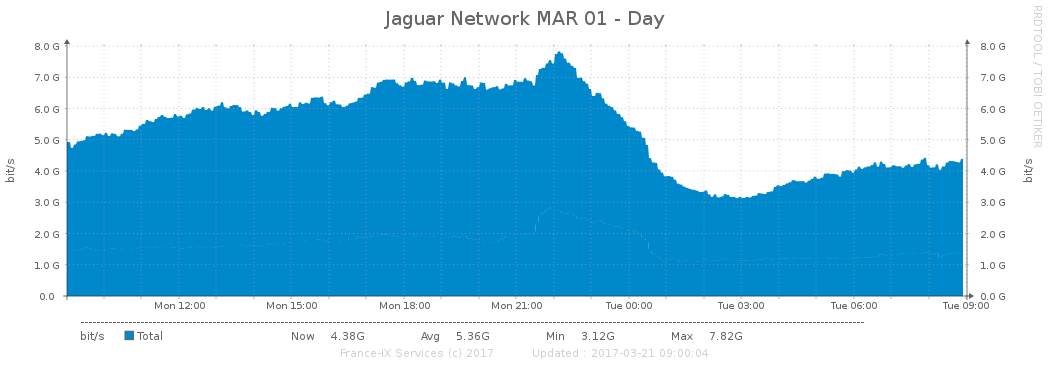 Jaguar Network MAR 01 - Day
RRDTOOL / TOBI OETIKER
bit/s
8.0 G 8.0 G
7.0 G 7.0 G
6.0 G 6.0 G
5.0 G 5.0 G
4.0 G 4.0 G
3.0 G 3.0 G
2.0 G 2.0 G
1.0 G 1.0 G
0.0 0.0 G
bit/s
Mon 12:00 Mon 15:00 Mon 18:00 Mon 21:00 Tue 00:00 Tue 03:00 Tue 06:00 Tue 09:00
bit/s Total Now 4.38G Avg 5.36G Min 3.12G Max 7.82G
France-IX Services (c) 2017 Updated : 2017-03-21 09:00:04